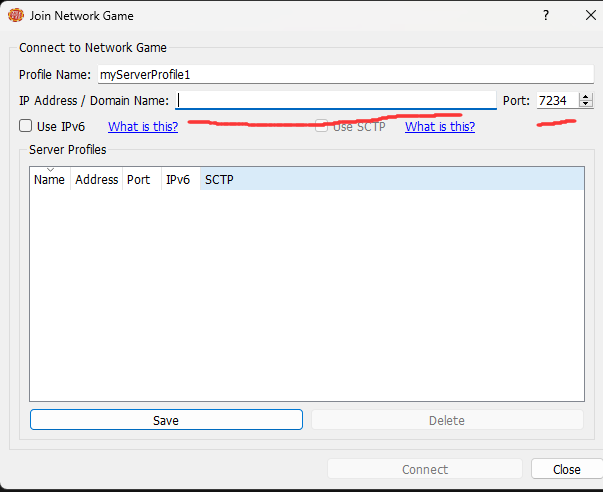 Join Network Game ?
Connect to Network Game
Profile Name: myServerProfile1
IP Address / Domain Name: Port: 7234
Use IPv6 What is this? Use SCTP What is this?
Server Profiles
Name Address Port IPv6 SCTP
Save Delete
Connect Close